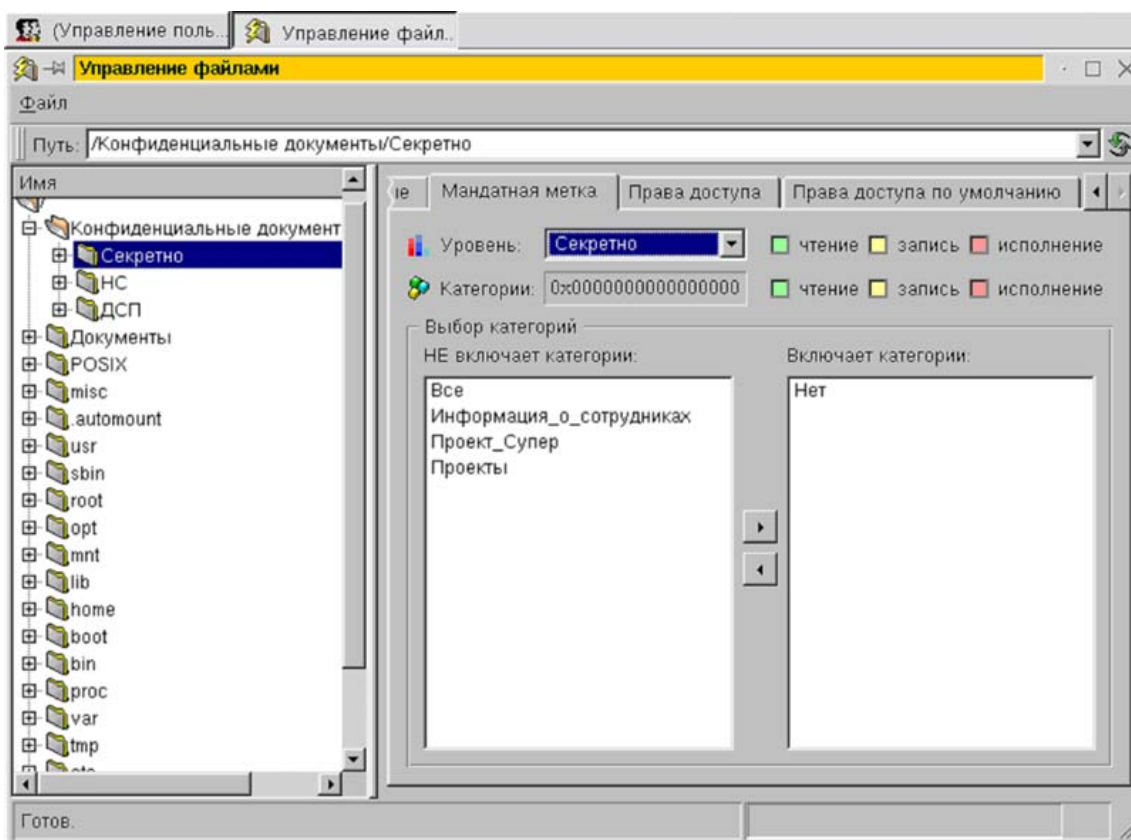 (Управление поль...
Управление файл..
Управление файлами
Файл
Путь: /Конфиденциальные документы/Секретно
Имя
Конфиденциальные документ
Секретно
НС
ДСП
Документы
POSIX
misc
.automount
usr
sbin
root
opt
mnt
lib
home
boot
bin
proc
var
tmp
ые
Мандатная метка
Права доступа
Права доступа по умолчанию
Уровень: Секретно чтение запись исполнение
Категории: 0x0000000000000000 чтение запись исполнение
Выбор категорий
НЕ включает категории:
Все
Информация_о_сотрудниках
Проект_Супер
Проекты
Включает категории:
Нет
Готов.